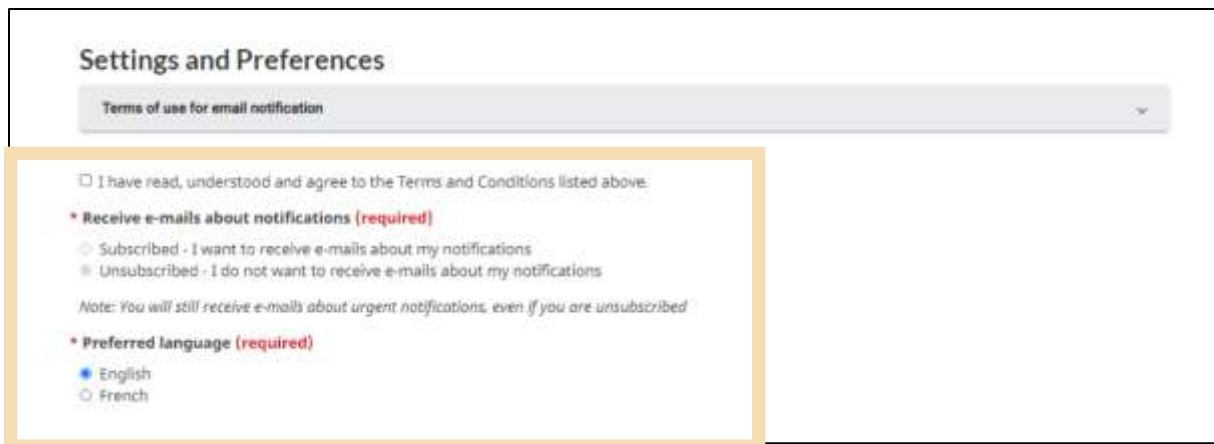 Settings and Preferences
Terms of use for email notification
I have read, understood and agree to the Terms and Conditions listed above.
* Receive e-mails about notifications (required)
Subscribed - I want to receive e-mails about my notifications
Unsubscribed - I do not want to receive e-mails about my notifications
Note: You will still receive e-mails about urgent notifications, even if you are unsubscribed
* Preferred language (required)
English
French